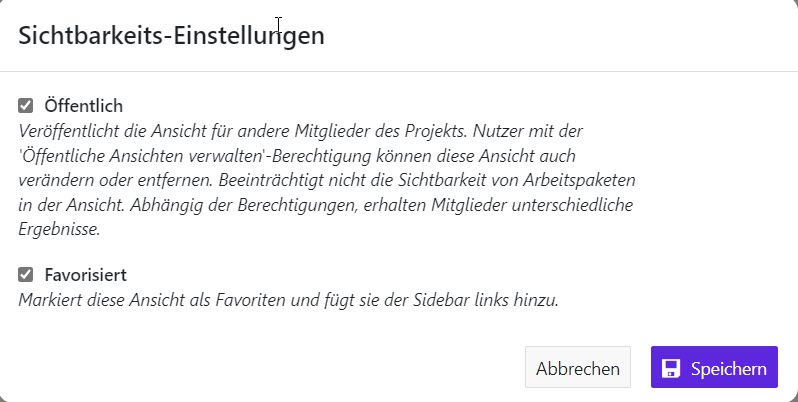 Sichtbarkeits-Einstellungen
Öffentlich
Veröffentlicht die Ansicht für andere Mitglieder des Projekts. Nutzer mit der
'Öffentliche Ansichten verwalten'-Berechtigung können diese Ansicht auch
verändern oder entfernen. Beeinträchtigt nicht die Sichtbarkeit von Arbeitspaketen
in der Ansicht. Abhängig der Berechtigungen, erhalten Mitglieder unterschiedliche
Ergebnisse.
Favorisiert
Markiert diese Ansicht als Favoriten und fügt sie der Sidebar links hinzu.
Abbrechen
Speichern